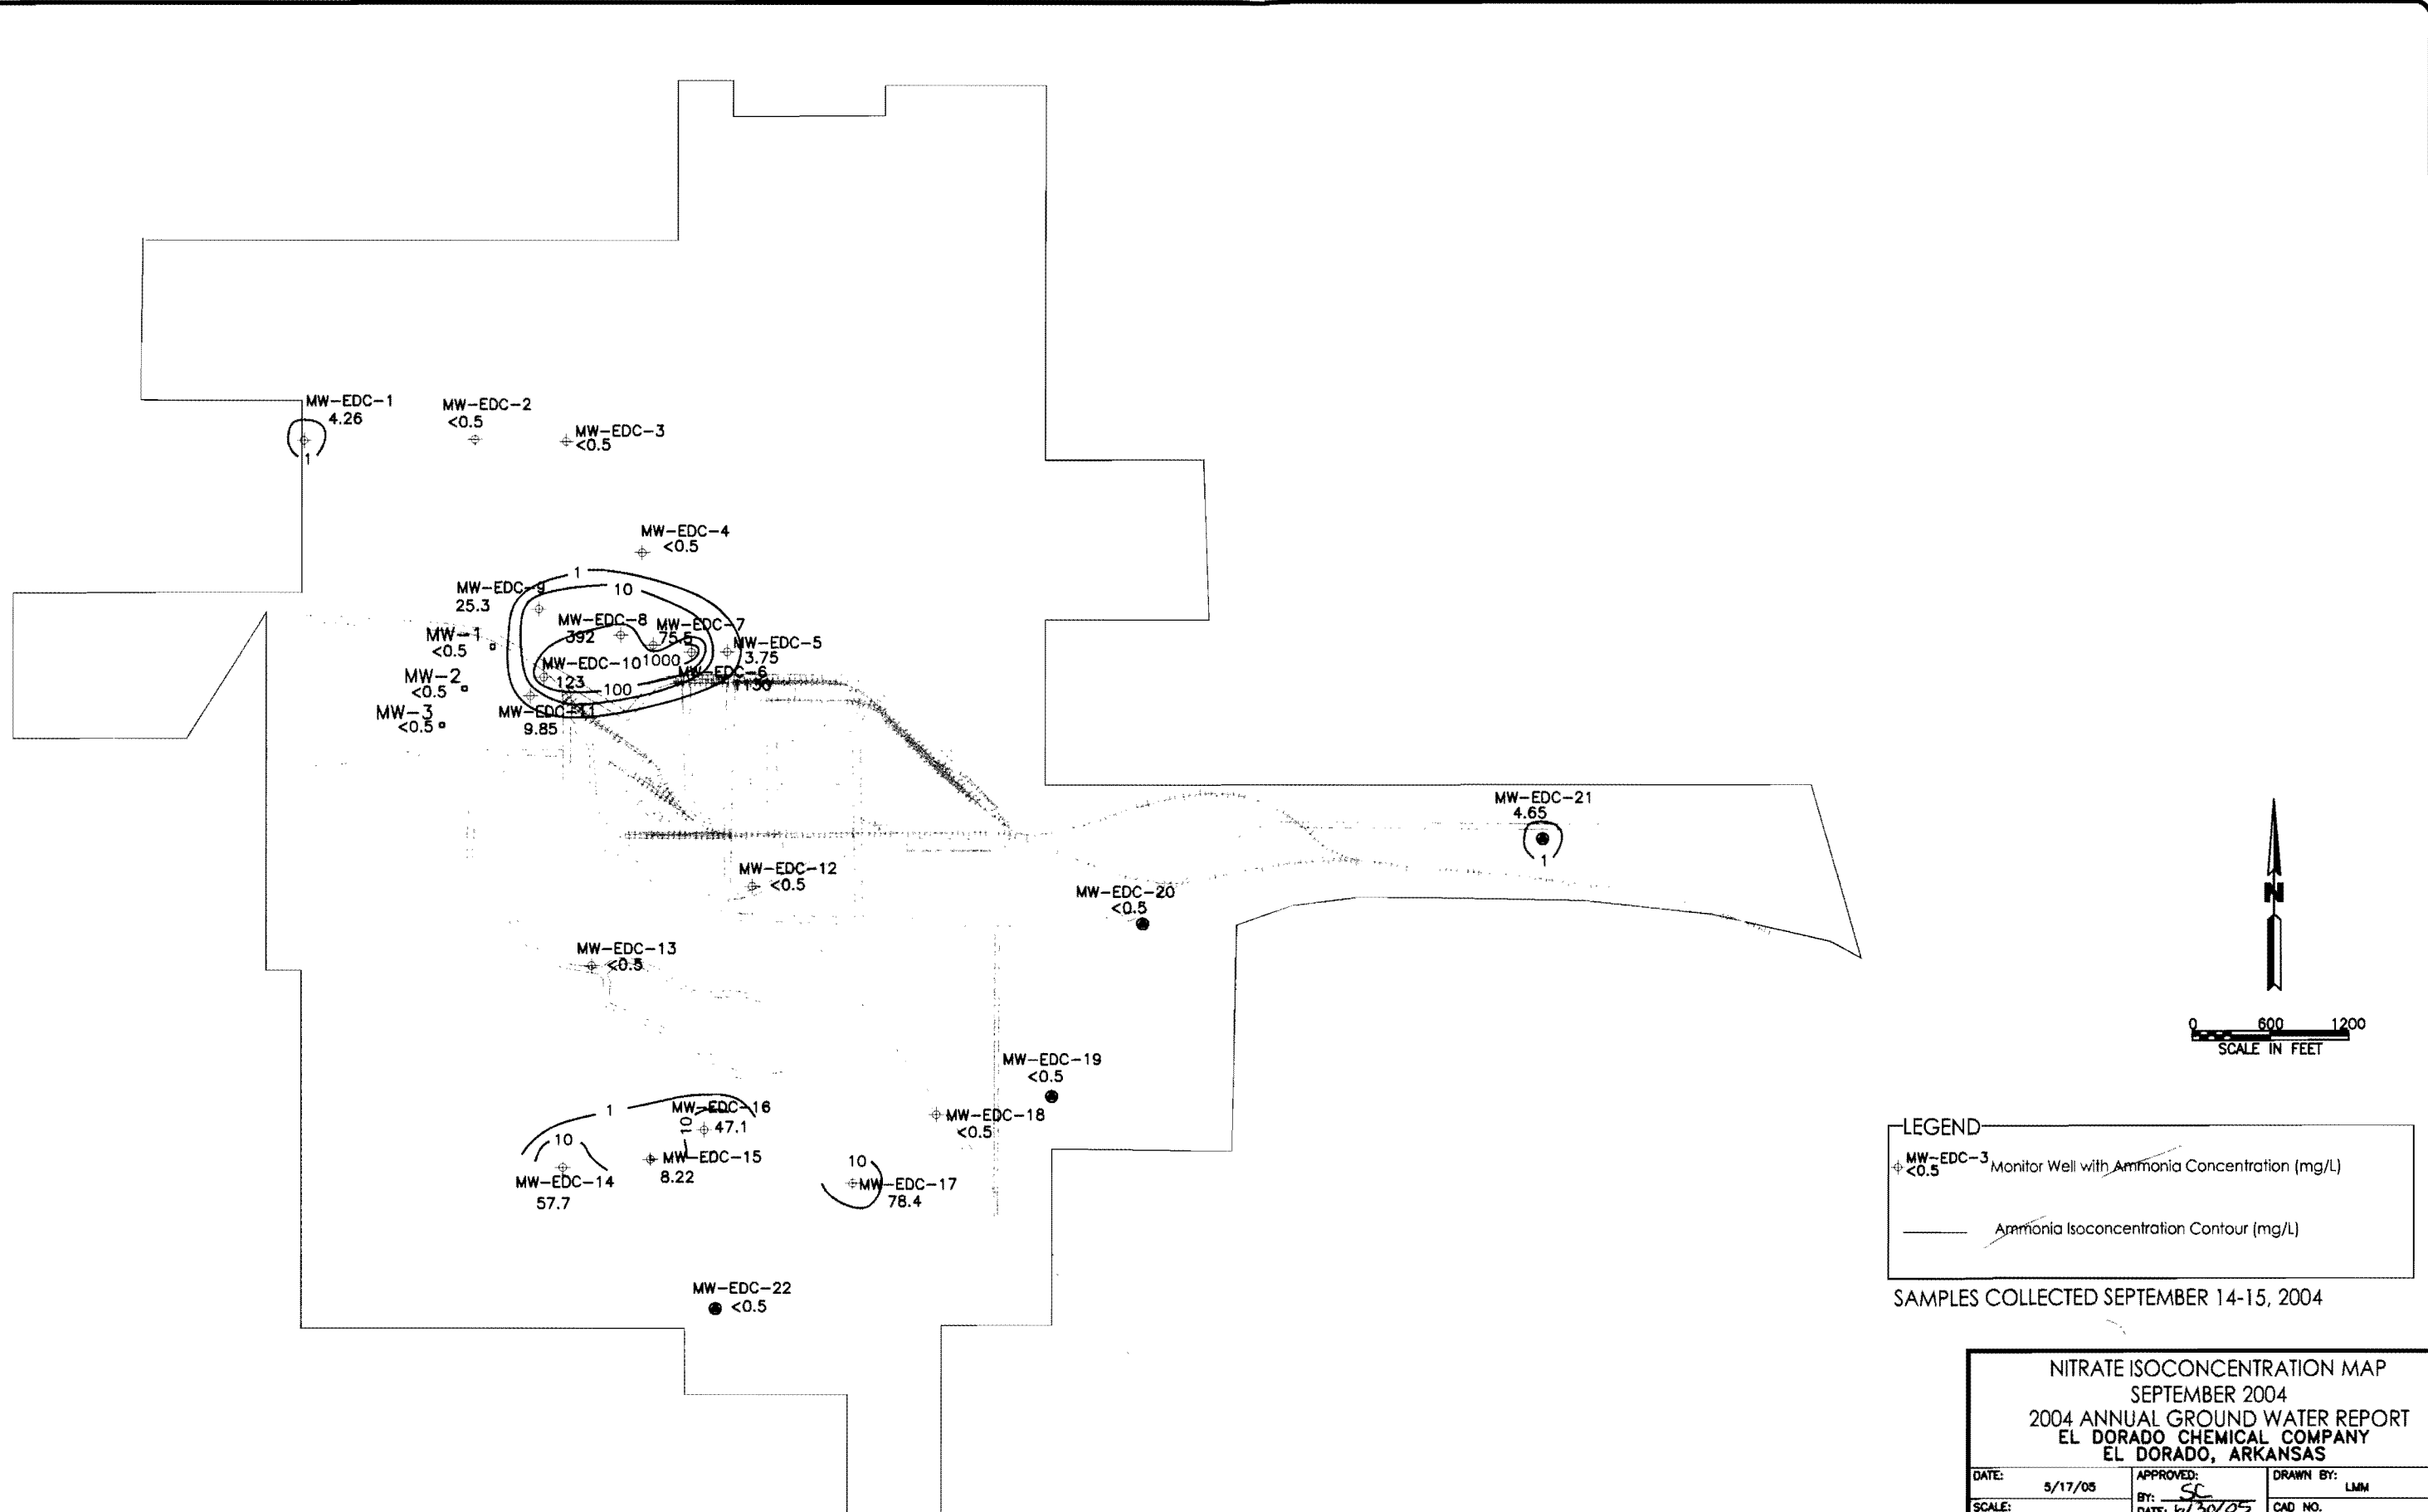 MW-EDC-1
4.26
1
MW-EDC-2
<0.5
MW-EDC-3
<0.5
MW-EDC-4
<0.5
1
10
MW-EDC-9
25.3
MW-EDC-8
392
MW-EDC-7
75.5
MW-1
<0.5
MW-EDC-5
3.75
MW-EDC-10
123
1000
MW-EDC-6
1130
MW-2
<0.5
100
MW-3
<0.5
MW-EDC-11
9.85
MW-EDC-21
4.65
1
MW-EDC-12
<0.5
MW-EDC-20
<0.5
MW-EDC-13
<0.5
N
0 600 1200
SCALE IN FEET
MW-EDC-19
<0.5
1
MW-EDC-16
47.1
10
10
MW-EDC-18
<0.5
MW-EDC-15
8.22
MW-EDC-14
57.7
10
MW-EDC-17
78.4
MW-EDC-22
<0.5
LEGEND
MW-EDC-3
<0.5
Monitor Well with Ammonia Concentration (mg/L)
Ammonia Isoconcentration Contour (mg/L)
SAMPLES COLLECTED SEPTEMBER 14-15, 2004
NITRATE ISOCONCENTRATION MAP
SEPTEMBER 2004
2004 ANNUAL GROUND WATER REPORT
EL DORADO CHEMICAL COMPANY
EL DORADO, ARKANSAS
DATE: 5/17/05
APPROVED:
BY: SC
DRAWN BY: LMM
SCALE:
DATE: 6/30/05
CAD NO.